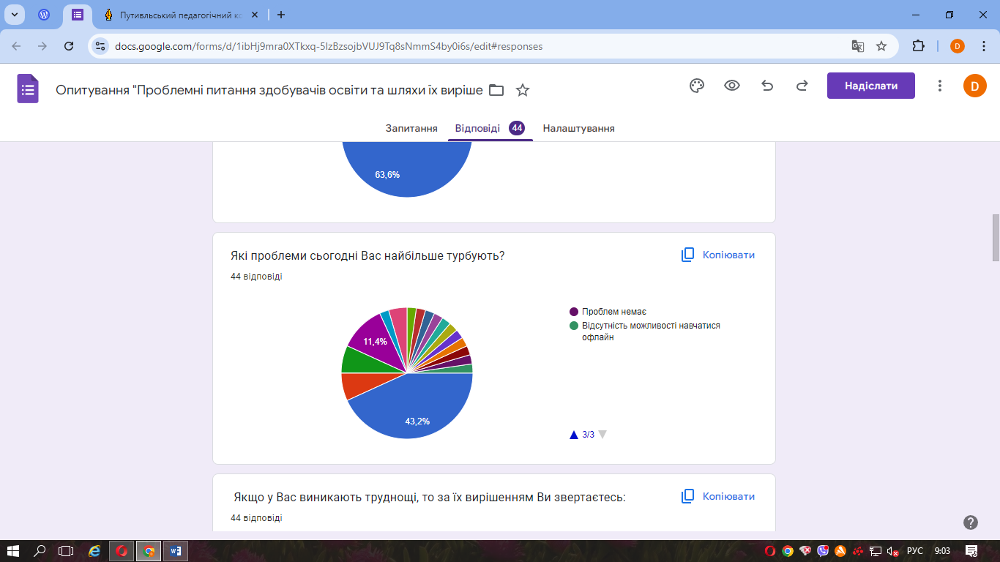 Путивльський педагогічний ко
docs.google.com/forms/d/1ibHj9mra0XTkxq-5IzBzsojbVUJ9Tq8sNmmS4by0i6s/edit#responses
D
Опитування "Проблемні питання здобувачів освіти та шляхи їх виріше
Надіслати
D
Запитання
Відповіді 44
Налаштування
63,6%
Які проблеми сьогодні Вас найбільше турбують?
Копіювати
44 відповіді
11,4%
43,2%
Проблем немає
Відсутність можливості навчатися
офлайн
3/3
Якщо у Вас виникають труднощі, то за їх вирішенням Ви звертаєтесь:
Копіювати
44 відповіді
РУС
9:03